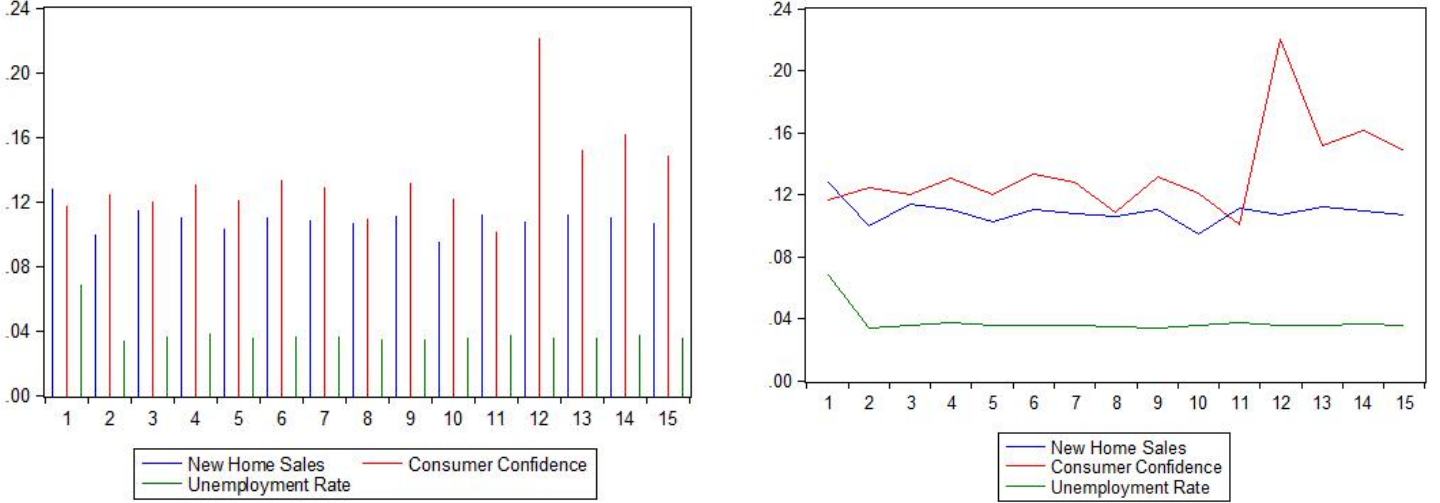 .24
.20
.16
.12
.08
.04
.00
1 2 3 4 5 6 7 8 9 10 11 12 13 14 15
New Home Sales Consumer Confidence
Unemployment Rate
.24
.20
.16
.12
.08
.04
.00
1 2 3 4 5 6 7 8 9 10 11 12 13 14 15
New Home Sales
Consumer Confidence
Unemployment Rate